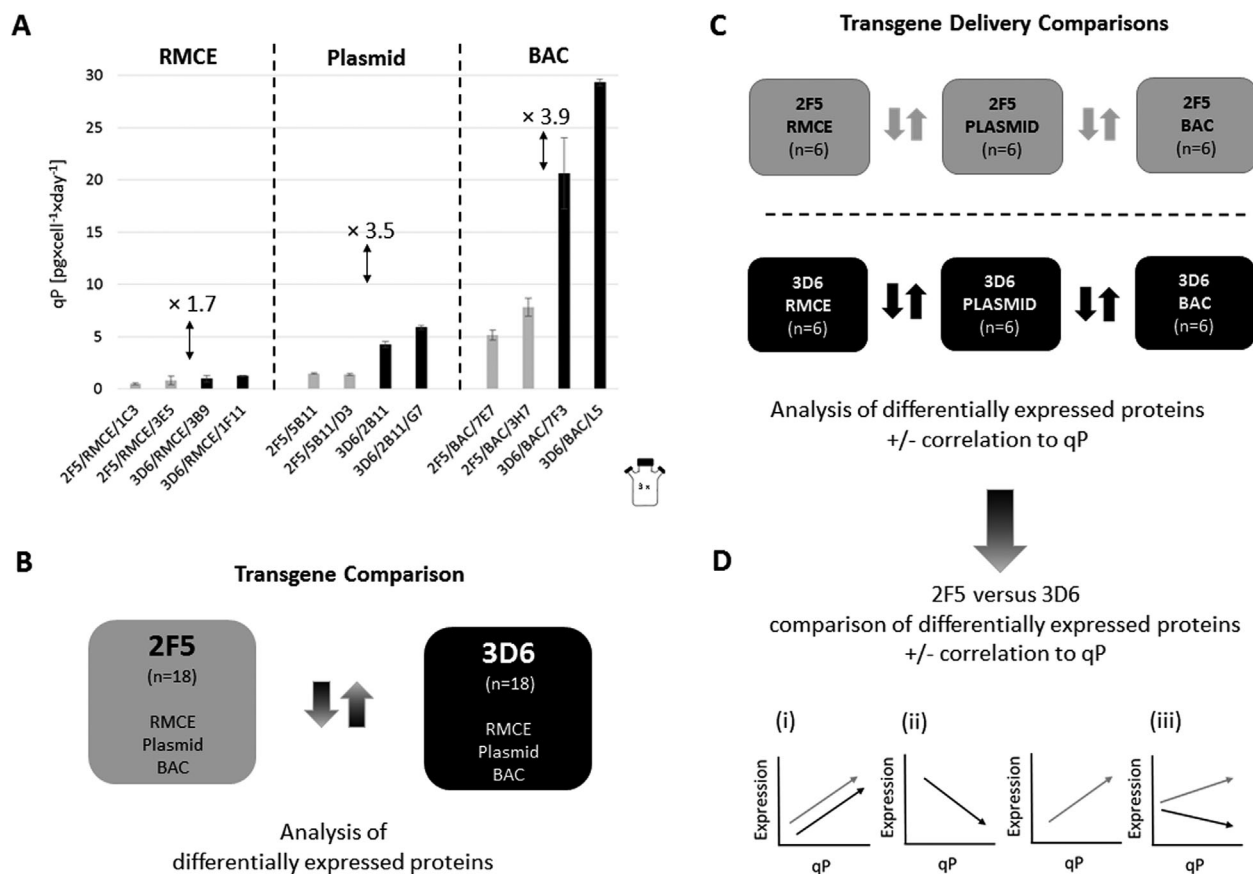 A
RMCE
Plasmid
BAC
30
25
20
15
10
5
0
qP [pg×cell⁻¹×day⁻¹]
× 1.7
× 3.5
× 3.9
2F5/RMCE/1C3
2F5/RMCE/3E5
3D6/RMCE/3B9
3D6/RMCE/1F11
2F5/5B11
2F5/5B11/D3
3D6/2B11
3D6/2B11/G7
2F5/BAC/7E7
2F5/BAC/3H7
3D6/BAC/7F3
3D6/BAC/L5
3 x
B
Transgene Comparison
2F5
(n=18)
RMCE
Plasmid
BAC
3D6
(n=18)
RMCE
Plasmid
BAC
Analysis of
differentially expressed proteins
C
Transgene Delivery Comparisons
2F5
RMCE
(n=6)
2F5
PLASMID
(n=6)
2F5
BAC
(n=6)
3D6
RMCE
(n=6)
3D6
PLASMID
(n=6)
3D6
BAC
(n=6)
Analysis of differentially expressed proteins
+/- correlation to qP
D
2F5 versus 3D6
comparison of differentially expressed proteins
+/- correlation to qP
(i)
Expression
qP
(ii)
Expression
qP
Expression
qP
(iii)
Expression
qP